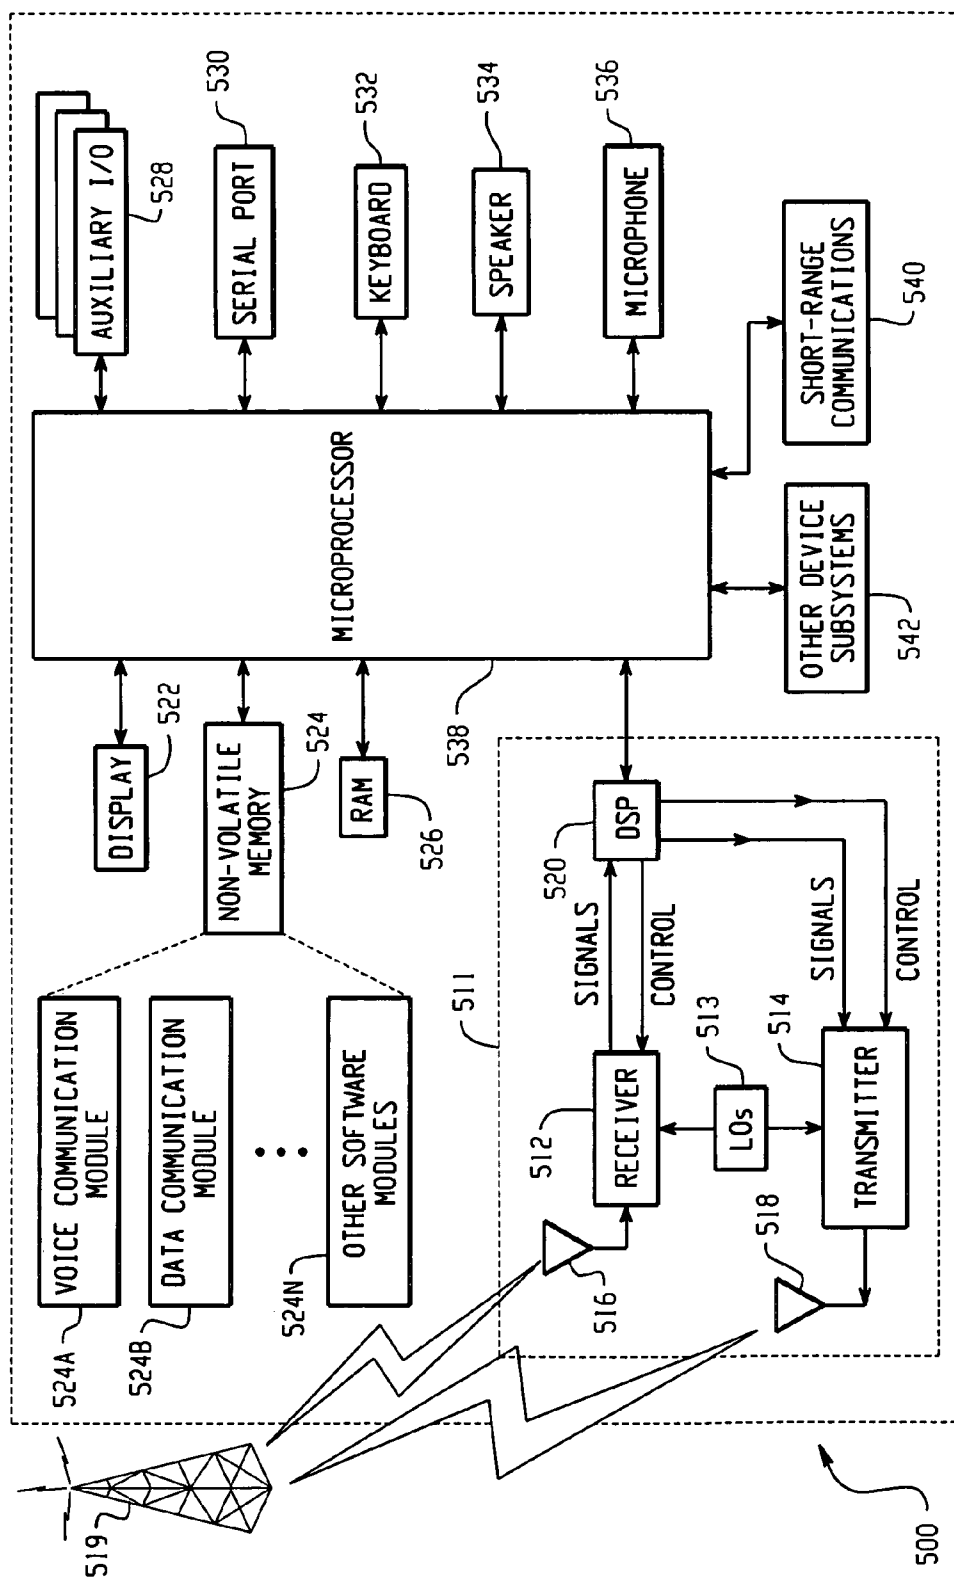 519
524A
VOICE COMMUNICATION
MODULE
524B
DATA COMMUNICATION
MODULE
524N
OTHER SOFTWARE
MODULES
DISPLAY
522
NON-VOLATILE
MEMORY
524
RAM
526
MICROPROCESSOR
538
AUXILIARY I/O
528
SERIAL PORT
530
KEYBOARD
532
SPEAKER
534
MICROPHONE
536
SHORT-RANGE
COMMUNICATIONS
540
OTHER DEVICE
SUBSYSTEMS
542
511
516
RECEIVER
512
SIGNALS
CONTROL
DSP
520
LOs
513
518
TRANSMITTER
514
SIGNALS
CONTROL
500